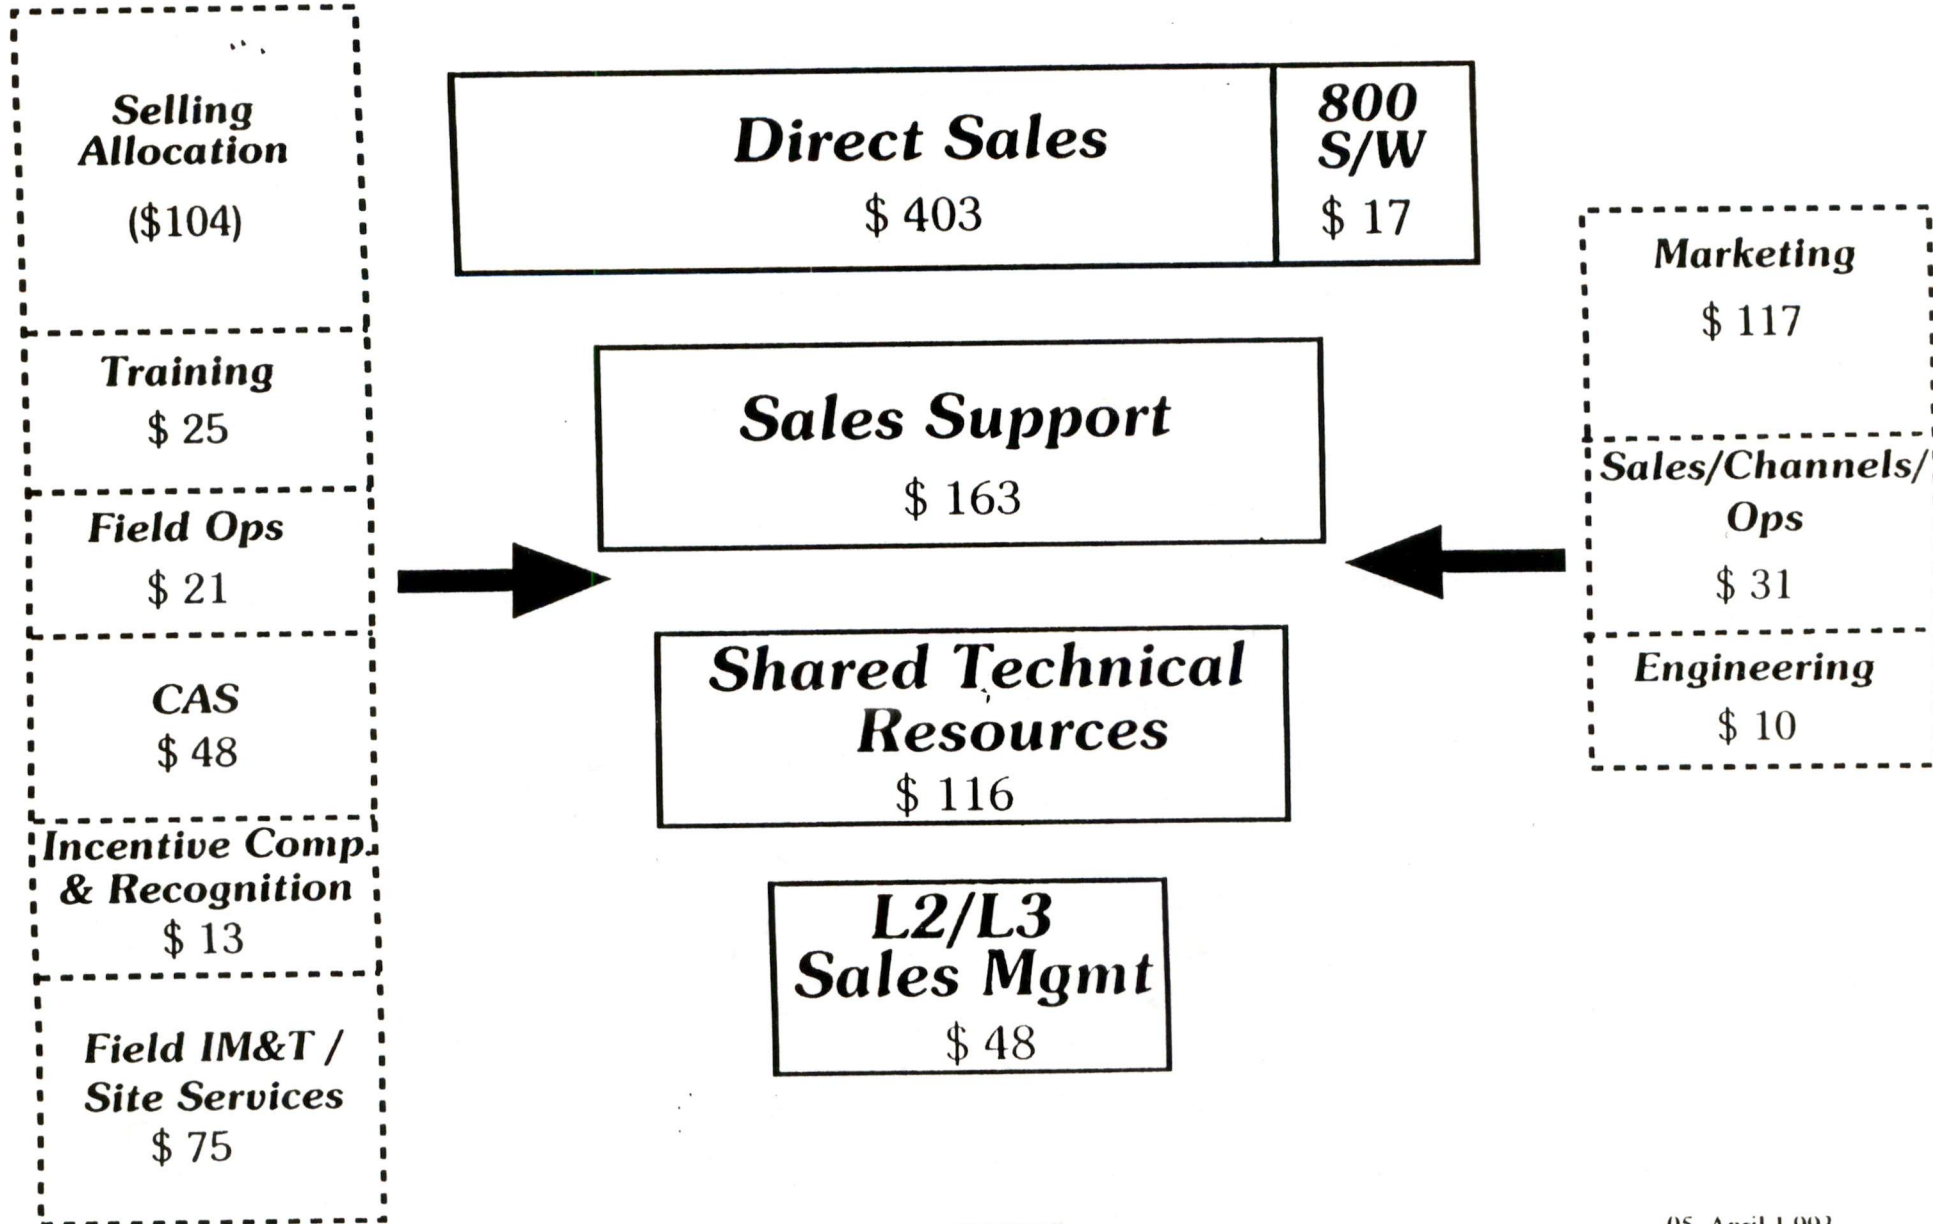 Selling
Allocation
($104)
Training
$ 25
Field Ops
$ 21
CAS
$ 48
Incentive Comp.
& Recognition
$ 13
Field IM&T /
Site Services
$ 75
Direct Sales
$ 403
800
S/W
$ 17
Sales Support
$ 163
Shared Technical
Resources
$ 116
L2/L3
Sales Mgmt
$ 48
Marketing
$ 117
Sales/Channels/
Ops
$ 31
Engineering
$ 10